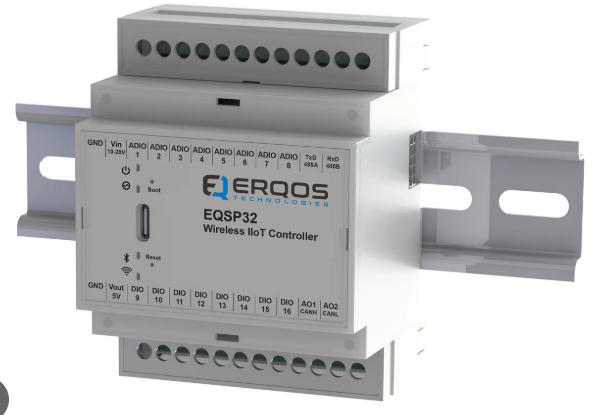 GND Vin ADIO ADIO ADIO ADIO ADIO ADIO ADIO ADIO TxD RxD
10-28V 1 2 3 4 5 6 7 8 485A 485B
Boot
EQ ERQOS
TECHNOLOGIES
EQSP32
Wireless IIoT Controller
Reset
GND Vout DIO DIO DIO DIO DIO DIO DIO DIO AO1 AO2
5V 9 10 11 12 13 14 15 16 CANH CANL